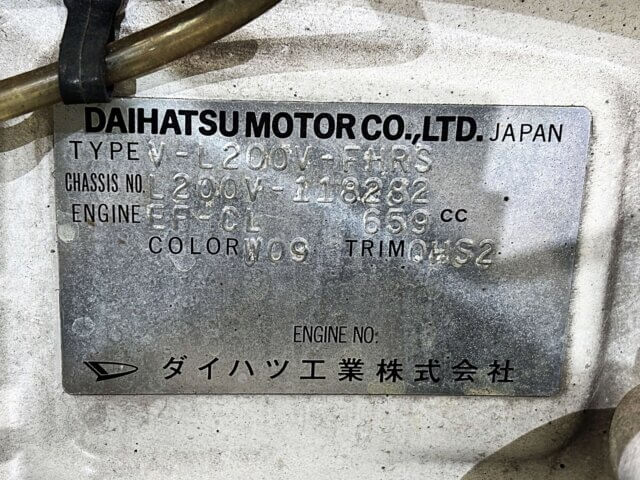 DAIHATSU MOTOR CO.,LTD. JAPAN
TYPE V-L200V-FHRS
CHASSIS NO. L200V-118282
ENGINE EF-CL 659 CC
COLOR W09 TRIM OHS2
ENGINE NO:
ダイハツ工業株式会社